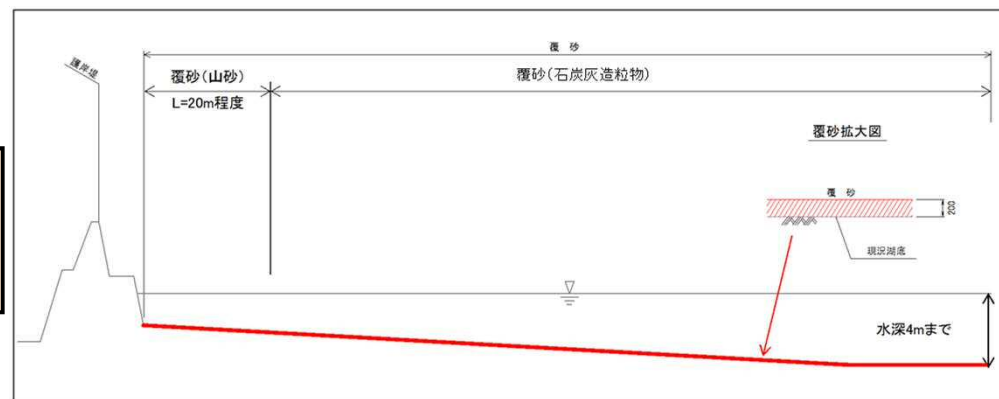 覆 砂
護岸堤
覆砂(山砂)
L=20m程度
覆砂(石炭灰造粒物)
覆砂拡大図
覆 砂
200
現況湖底
水深4mまで